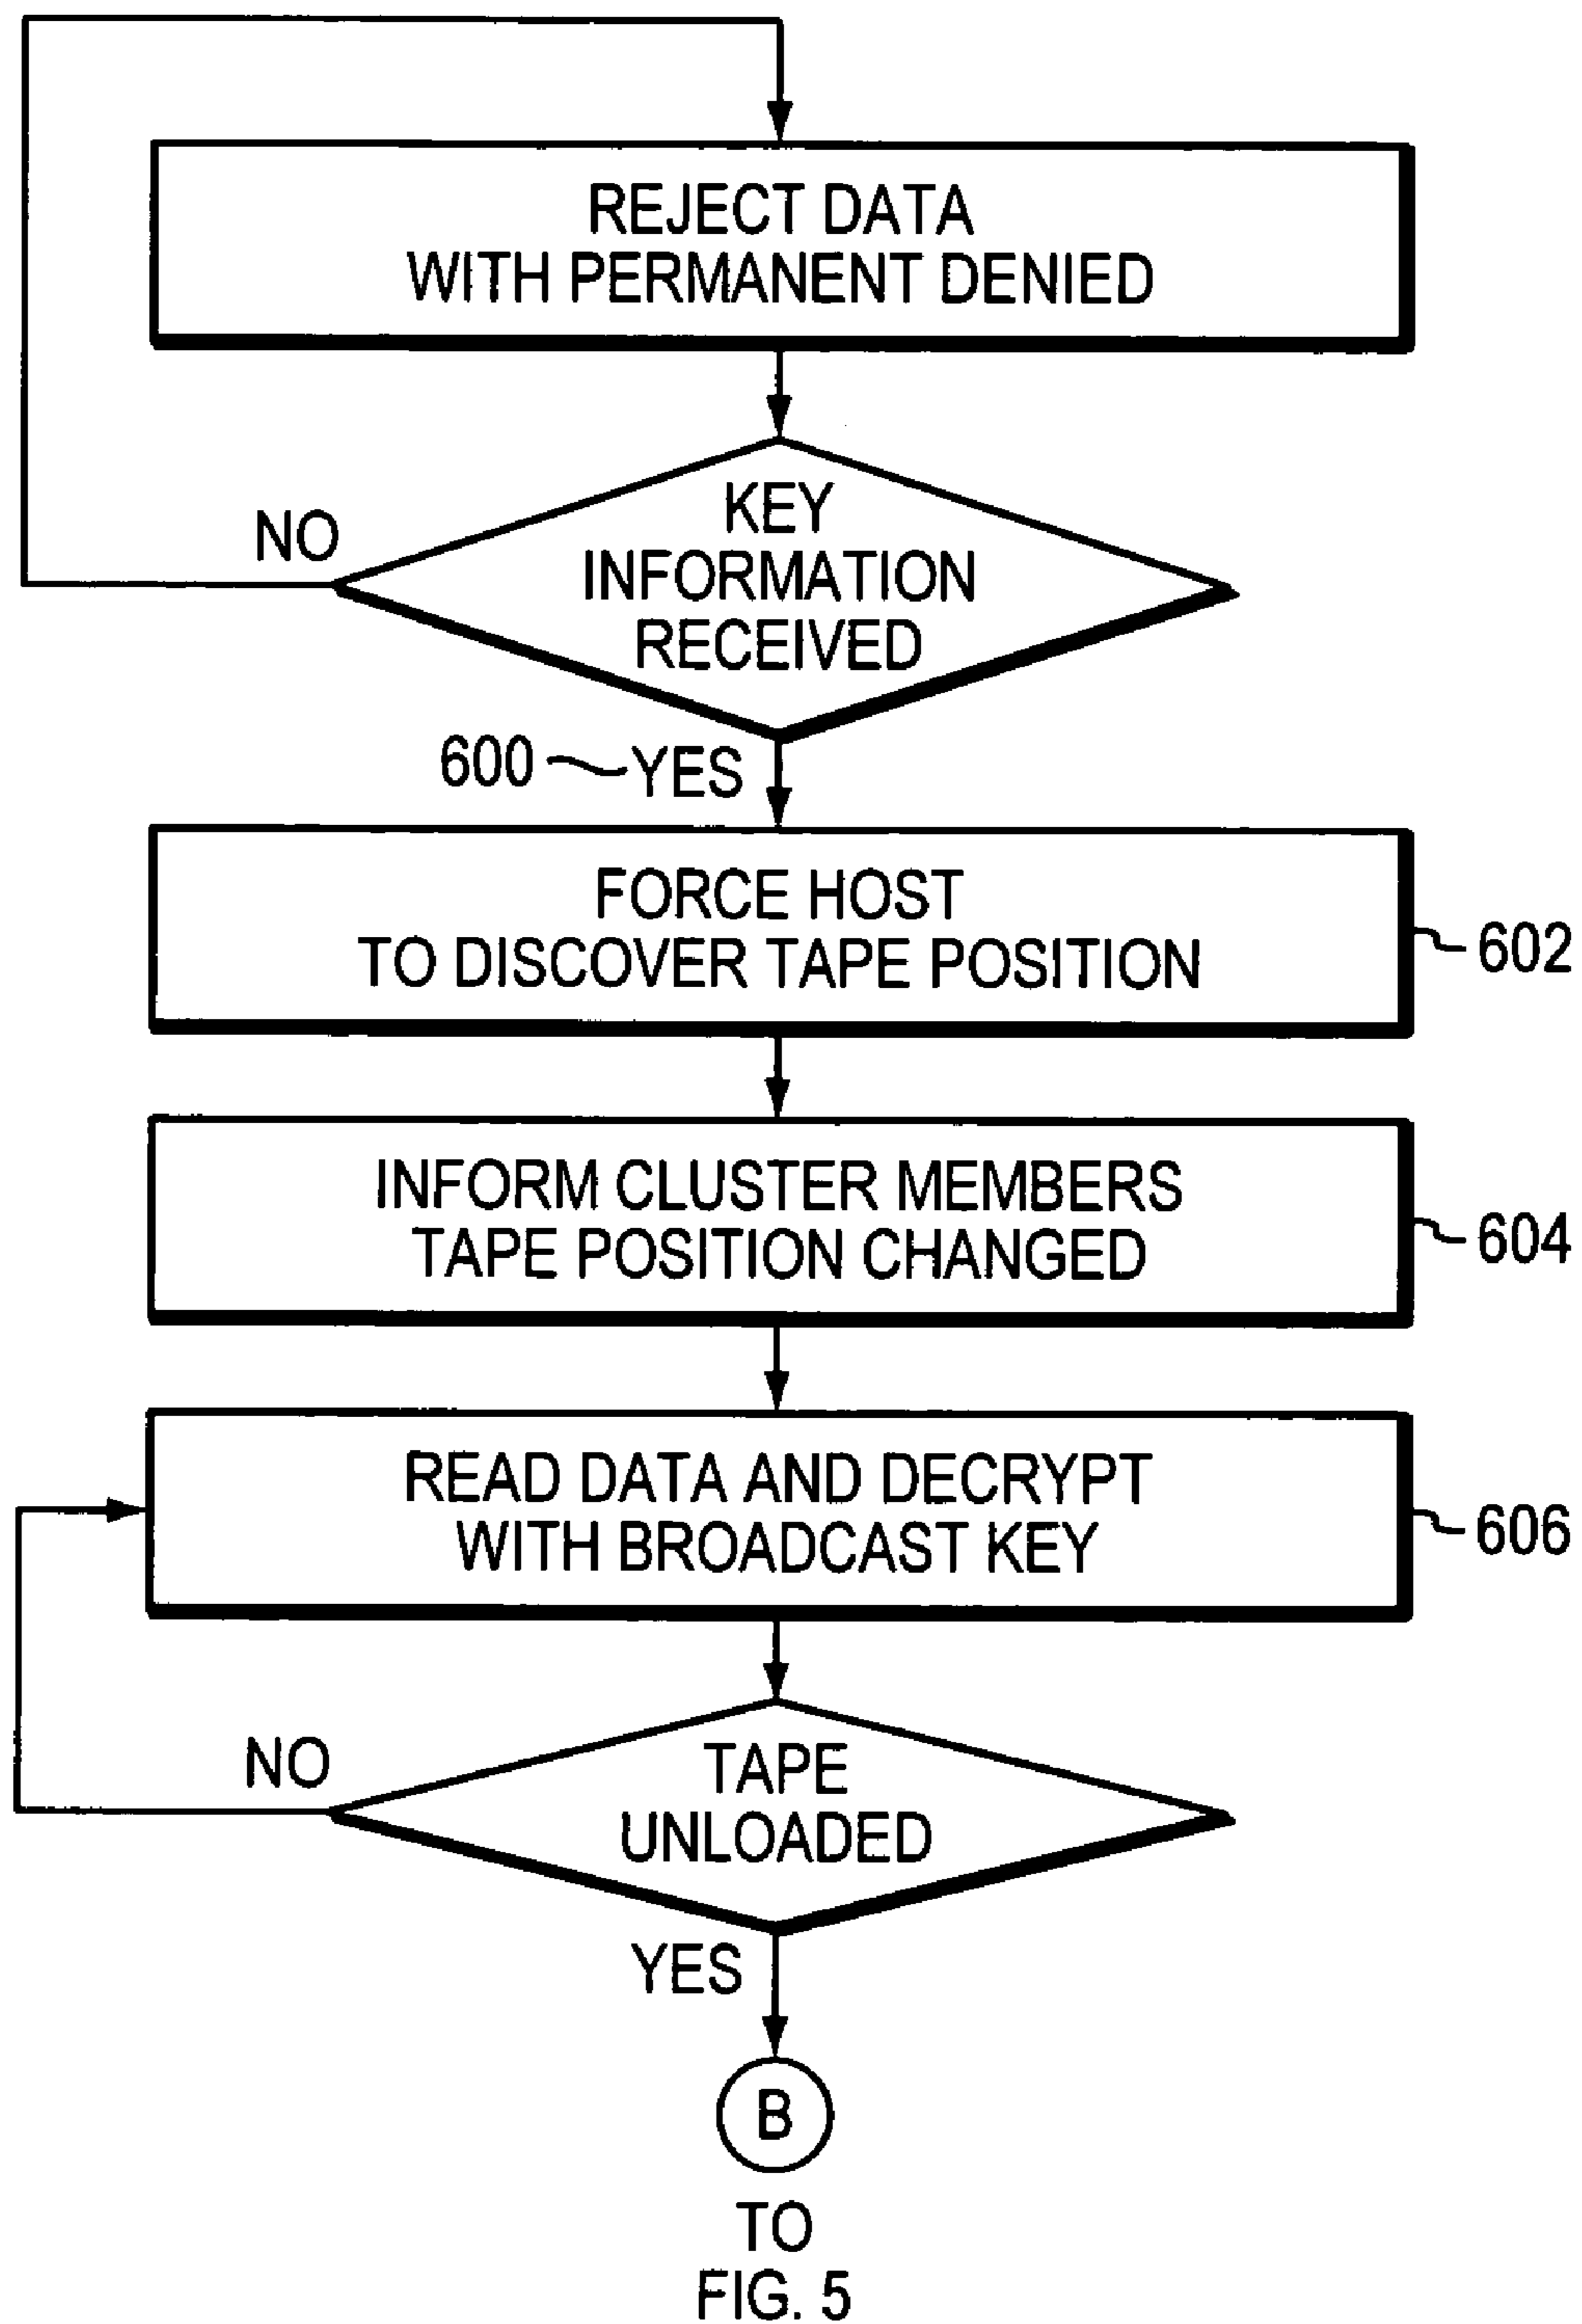 REJECT DATA
WITH PERMANENT DENIED
KEY
INFORMATION
RECEIVED
NO
600
YES
FORCE HOST
TO DISCOVER TAPE POSITION
602
INFORM CLUSTER MEMBERS
TAPE POSITION CHANGED
604
READ DATA AND DECRYPT
WITH BROADCAST KEY
606
TAPE
UNLOADED
NO
YES
B
TO
FIG. 5